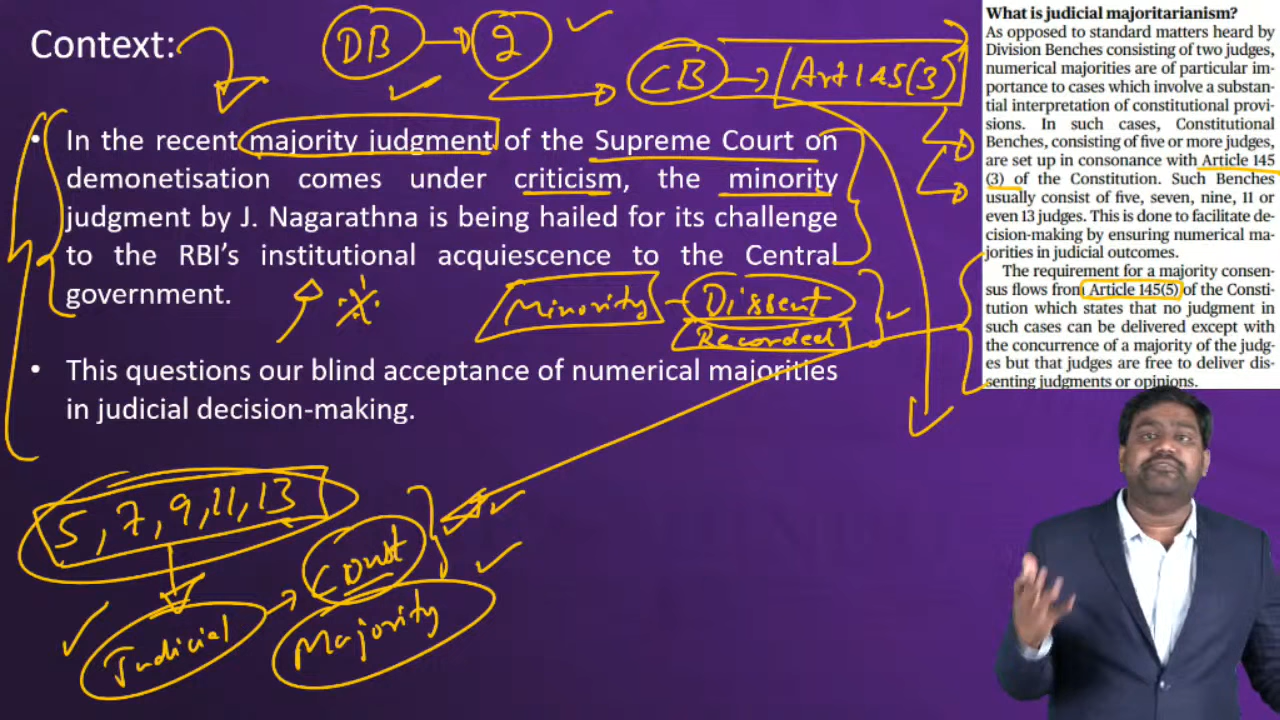 Context:
DB
2
CB
Art 145(3)
• In the recent majority judgment of the Supreme Court on
demonetisation comes under criticism, the minority
judgment by J. Nagarathna is being hailed for its challenge
to the RBI's institutional acquiescence to the Central
government.
Minority
Dissent
Recorded
• This questions our blind acceptance of numerical majorities
in judicial decision-making.
5, 7, 9, 11, 13
Judicial
Const
Majority
What is judicial majoritarianism?
As opposed to standard matters heard by
Division Benches consisting of two judges,
numerical majorities are of particular im-
portance to cases which involve a substan-
tial interpretation of constitutional provi-
sions. In such cases, Constitutional
Benches, consisting of five or more judges,
are set up in consonance with Article 145
(3) of the Constitution. Such Benches
usually consist of five, seven, nine, 11 or
even 13 judges. This is done to facilitate de-
cision-making by ensuring numerical ma-
jorities in judicial outcomes.
The requirement for a majority consen-
sus flows from Article 145(5) of the Consti-
tution which states that no judgment in
such cases can be delivered except with
the concurrence of a majority of the judg-
es but that judges are free to deliver dis-
senting judgments or opinions.